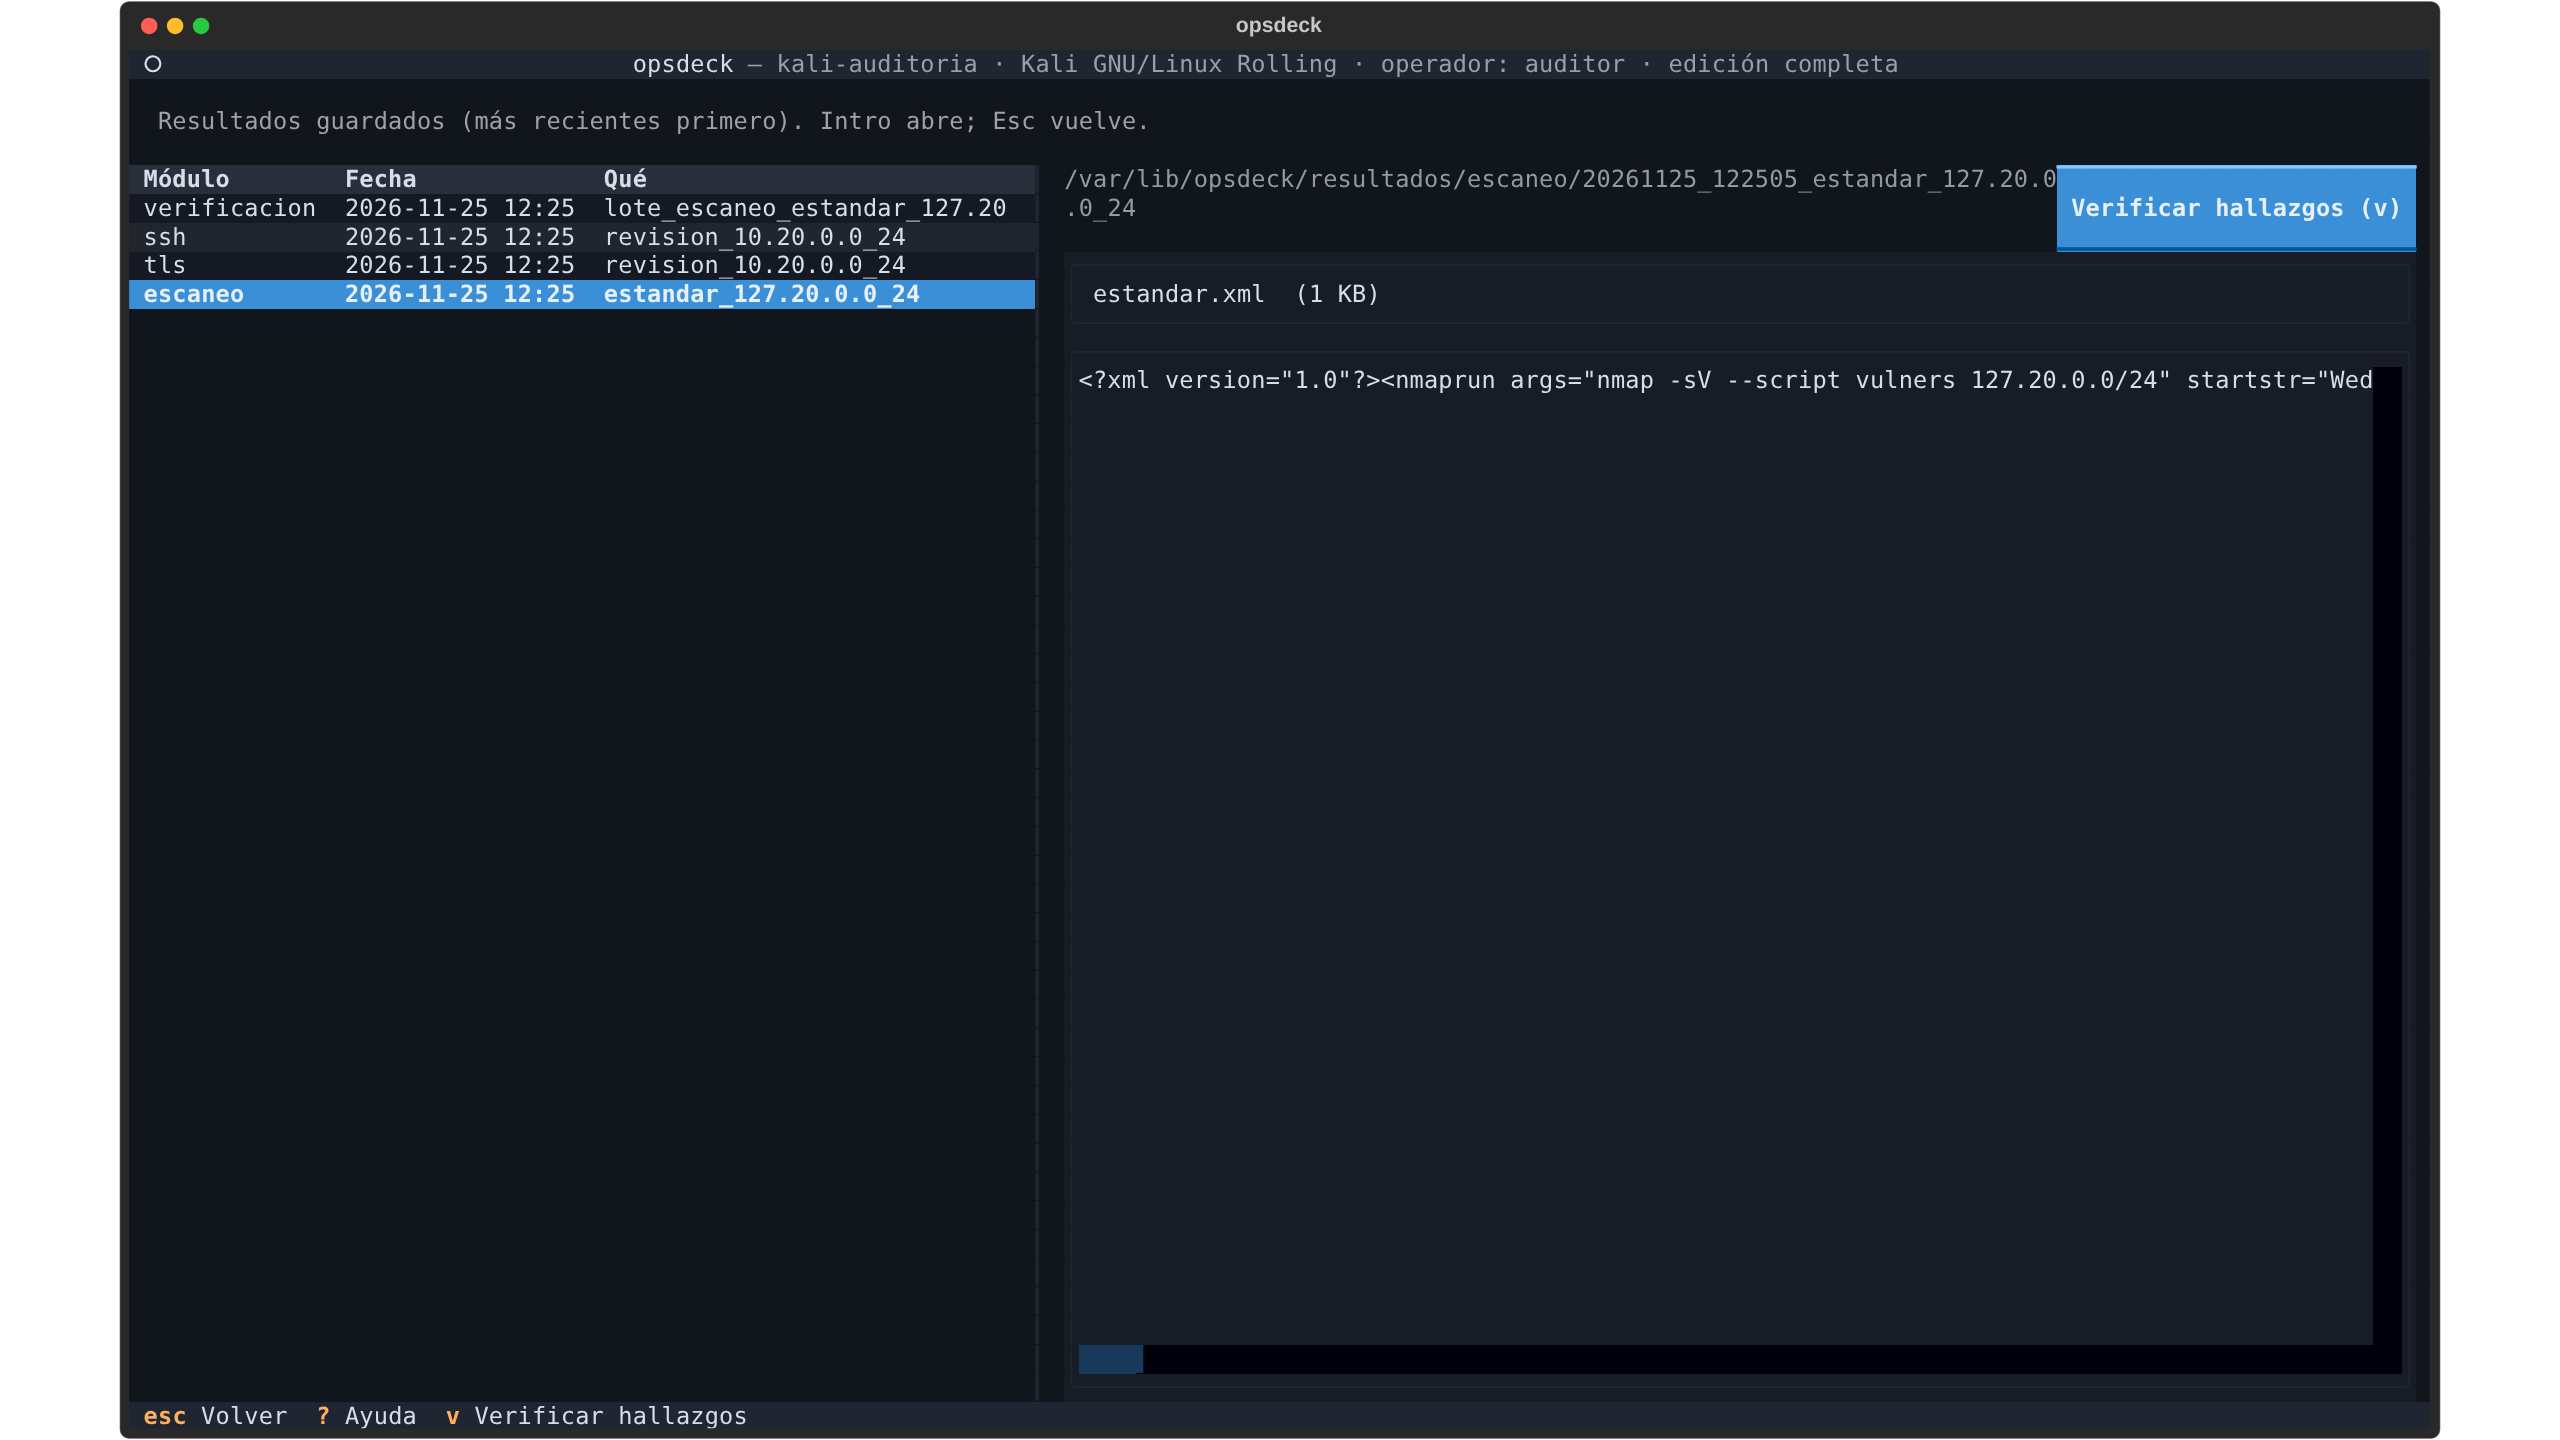 opsdeck
opsdeck — kali-auditoria · Kali GNU/Linux Rolling · operador: auditor · edición completa
Resultados guardados (más recientes primero). Intro abre; Esc vuelve.
Módulo Fecha Qué
verificacion 2026-11-25 12:25 lote_escaneo_estandar_127.20
ssh 2026-11-25 12:25 revision_10.20.0.0_24
tls 2026-11-25 12:25 revision_10.20.0.0_24
escaneo 2026-11-25 12:25 estandar_127.20.0.0_24
/var/lib/opsdeck/resultados/escaneo/20261125_122505_estandar_127.20.0
.0_24
Verificar hallazgos (v)
estandar.xml (1 KB)
<?xml version="1.0"?><nmaprun args="nmap -sV --script vulners 127.20.0.0/24" startstr="Wed
esc Volver ? Ayuda v Verificar hallazgos